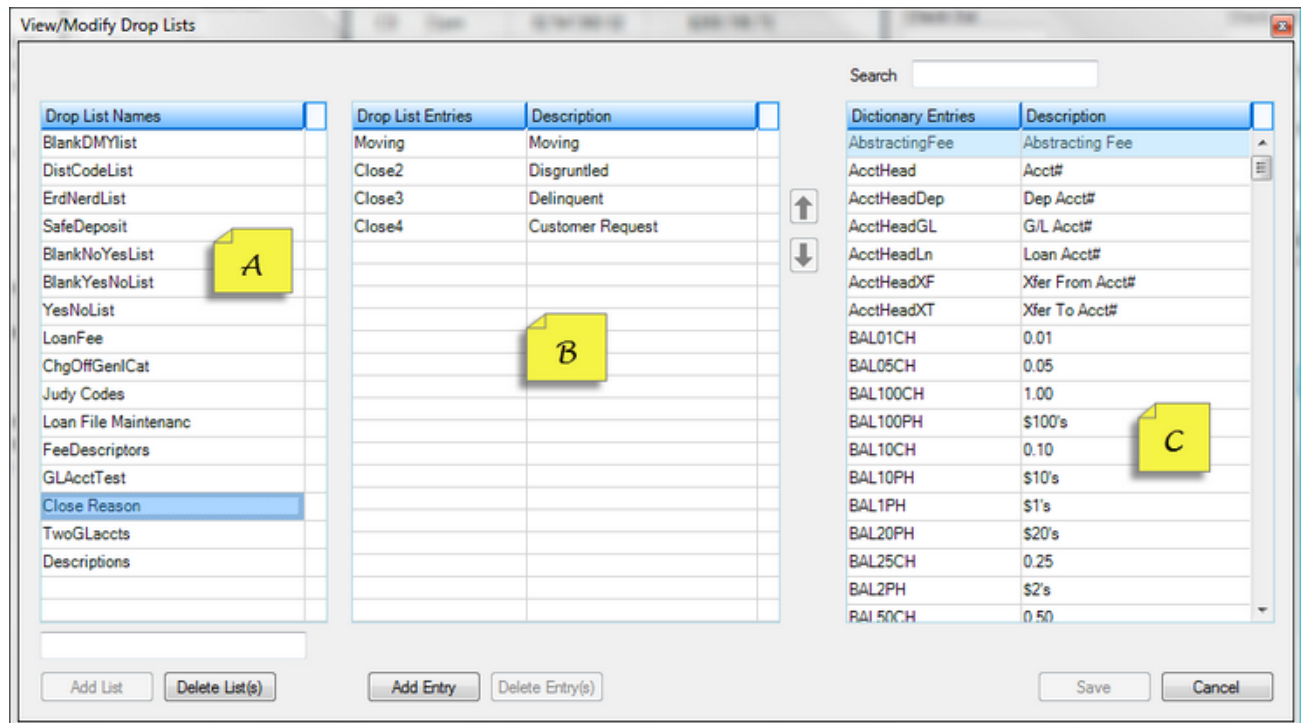 View/Modify Drop Lists
Search
Drop List Names
BlankDMYlist
DistCodeList
ErdNerdList
SafeDeposit
BlankNoYesList
BlankYesNoList
YesNoList
LoanFee
ChgOffGenlCat
Judy Codes
Loan File Maintenanc
FeeDescriptors
GLAcctTest
Close Reason
TwoGLaccts
Descriptions
A
Drop List Entries Description
Moving Moving
Close2 Disgruntled
Close3 Delinquent
Close4 Customer Request
B
Dictionary Entries Description
AbstractingFee Abstracting Fee
AcctHead Acct#
AcctHeadDep Dep Acct#
AcctHeadGL G/L Acct#
AcctHeadLn Loan Acct#
AcctHeadXF Xfer From Acct#
AcctHeadXT Xfer To Acct#
BAL01CH 0.01
BAL05CH 0.05
BAL100CH 1.00
BAL100PH $100's
BAL10CH 0.10
BAL10PH $10's
BAL1PH $1's
BAL20PH $20's
BAL25CH 0.25
BAL2PH $2's
BAL50CH 0.50
C
Add List Delete List(s) Add Entry Delete Entry(s) Save Cancel